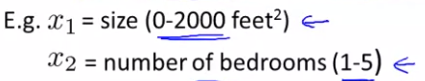 E.g. x₁ = size (0-2000 feet²) ←
x₂ = number of bedrooms (1-5) ←